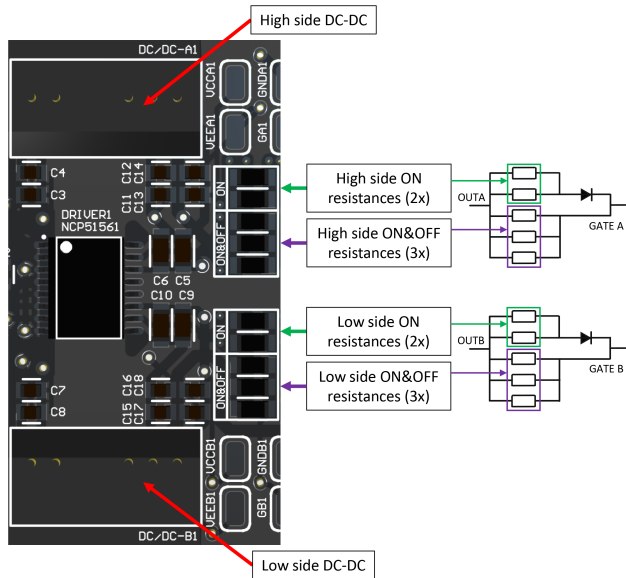 High side DC-DC
DC/DC-A1
VCCA1
GNDA1
VEEA1
GA1
C4
C12
C14
C3
C11
C13
ON
DRIVER1
NCP51561
ON&OFF
C6 C5
C10 C9
ON
ON&OFF
C7
C16
C18
C8
C15
C17
VCCB1
GNDB1
VEEB1
GB1
DC/DC-B1
Low side DC-DC
High side ON
resistances (2x)
High side ON&OFF
resistances (3x)
Low side ON
resistances (2x)
Low side ON&OFF
resistances (3x)
OUTA
GATE A
OUTB
GATE B